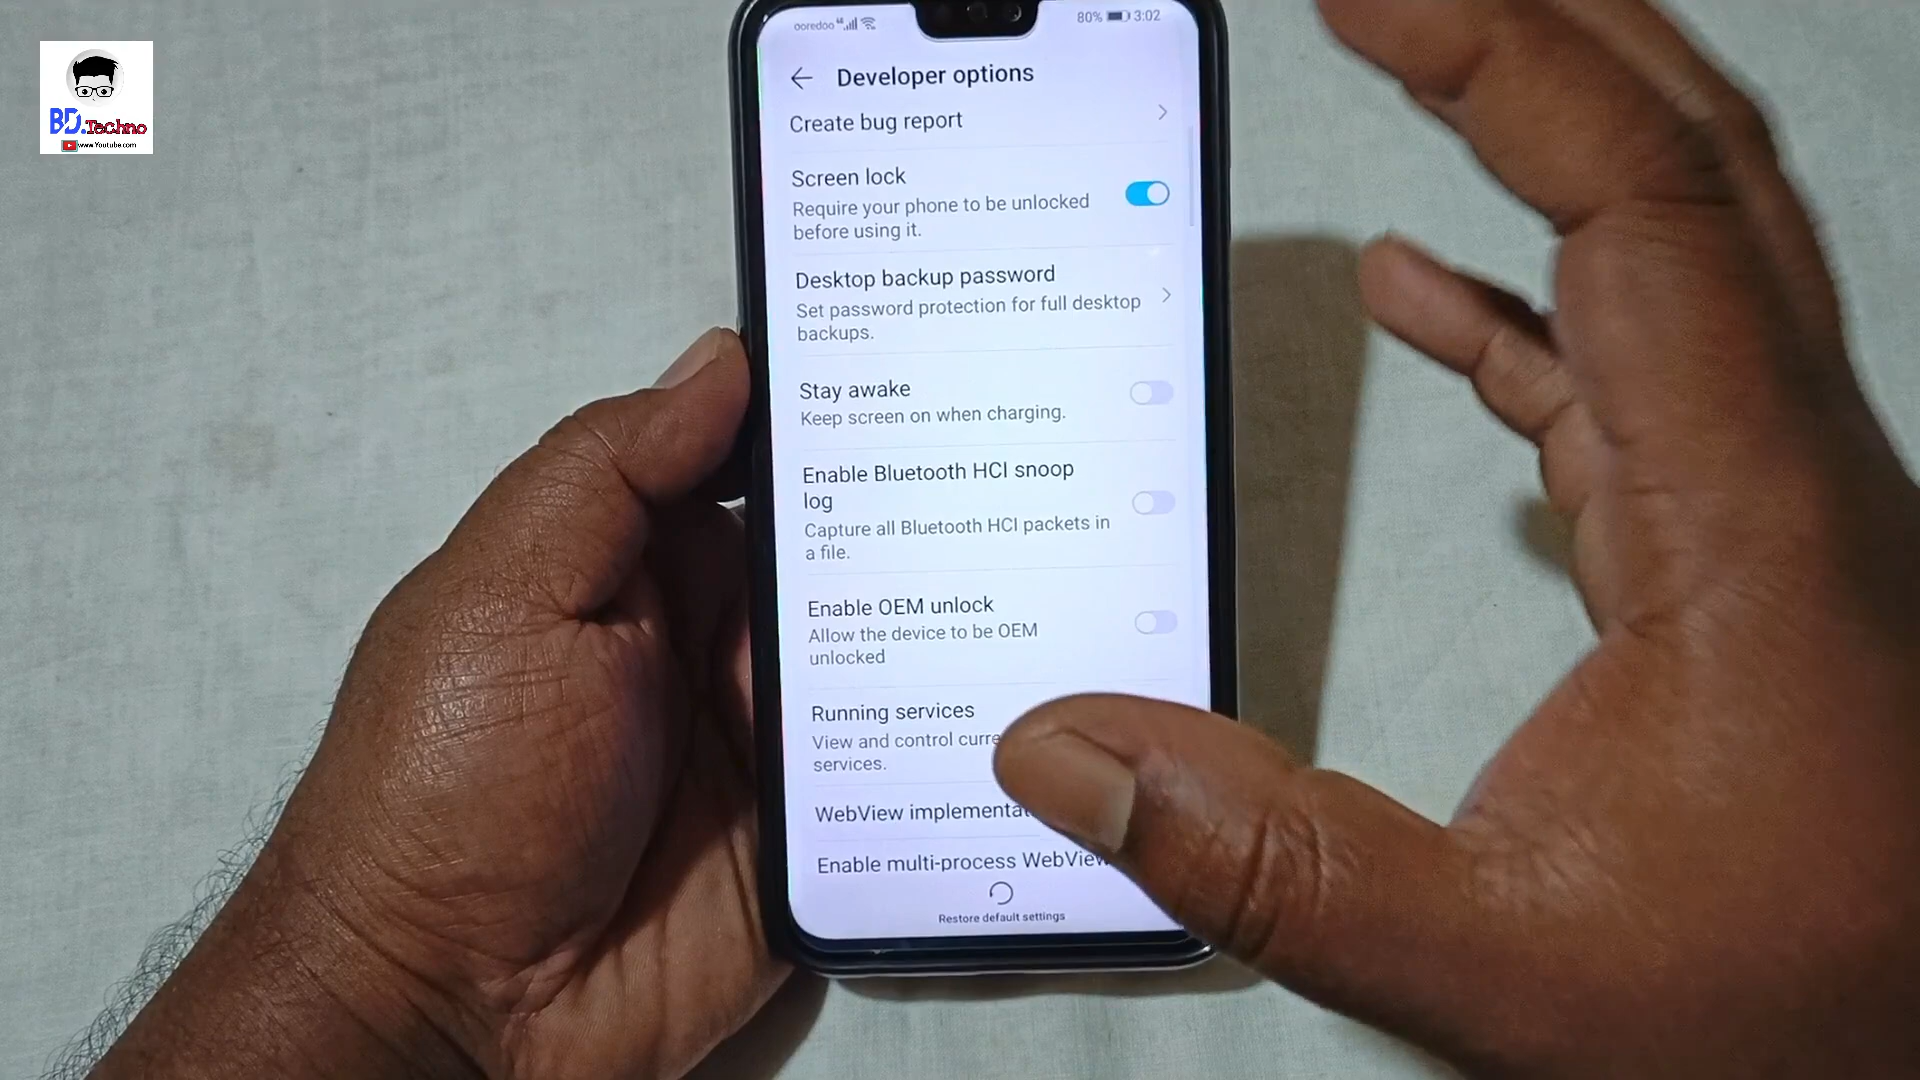 BD.Techno
www.Youtube.com
ooredoo 80% 3:02
Developer options
Create bug report
Screen lock
Require your phone to be unlocked
before using it.
Desktop backup password
Set password protection for full desktop
backups.
Stay awake
Keep screen on when charging.
Enable Bluetooth HCI snoop
log
Capture all Bluetooth HCI packets in
a file.
Enable OEM unlock
Allow the device to be OEM
unlocked
Running services
View and control
services.
WebView
Enable multi-process WebView
Restore default settings